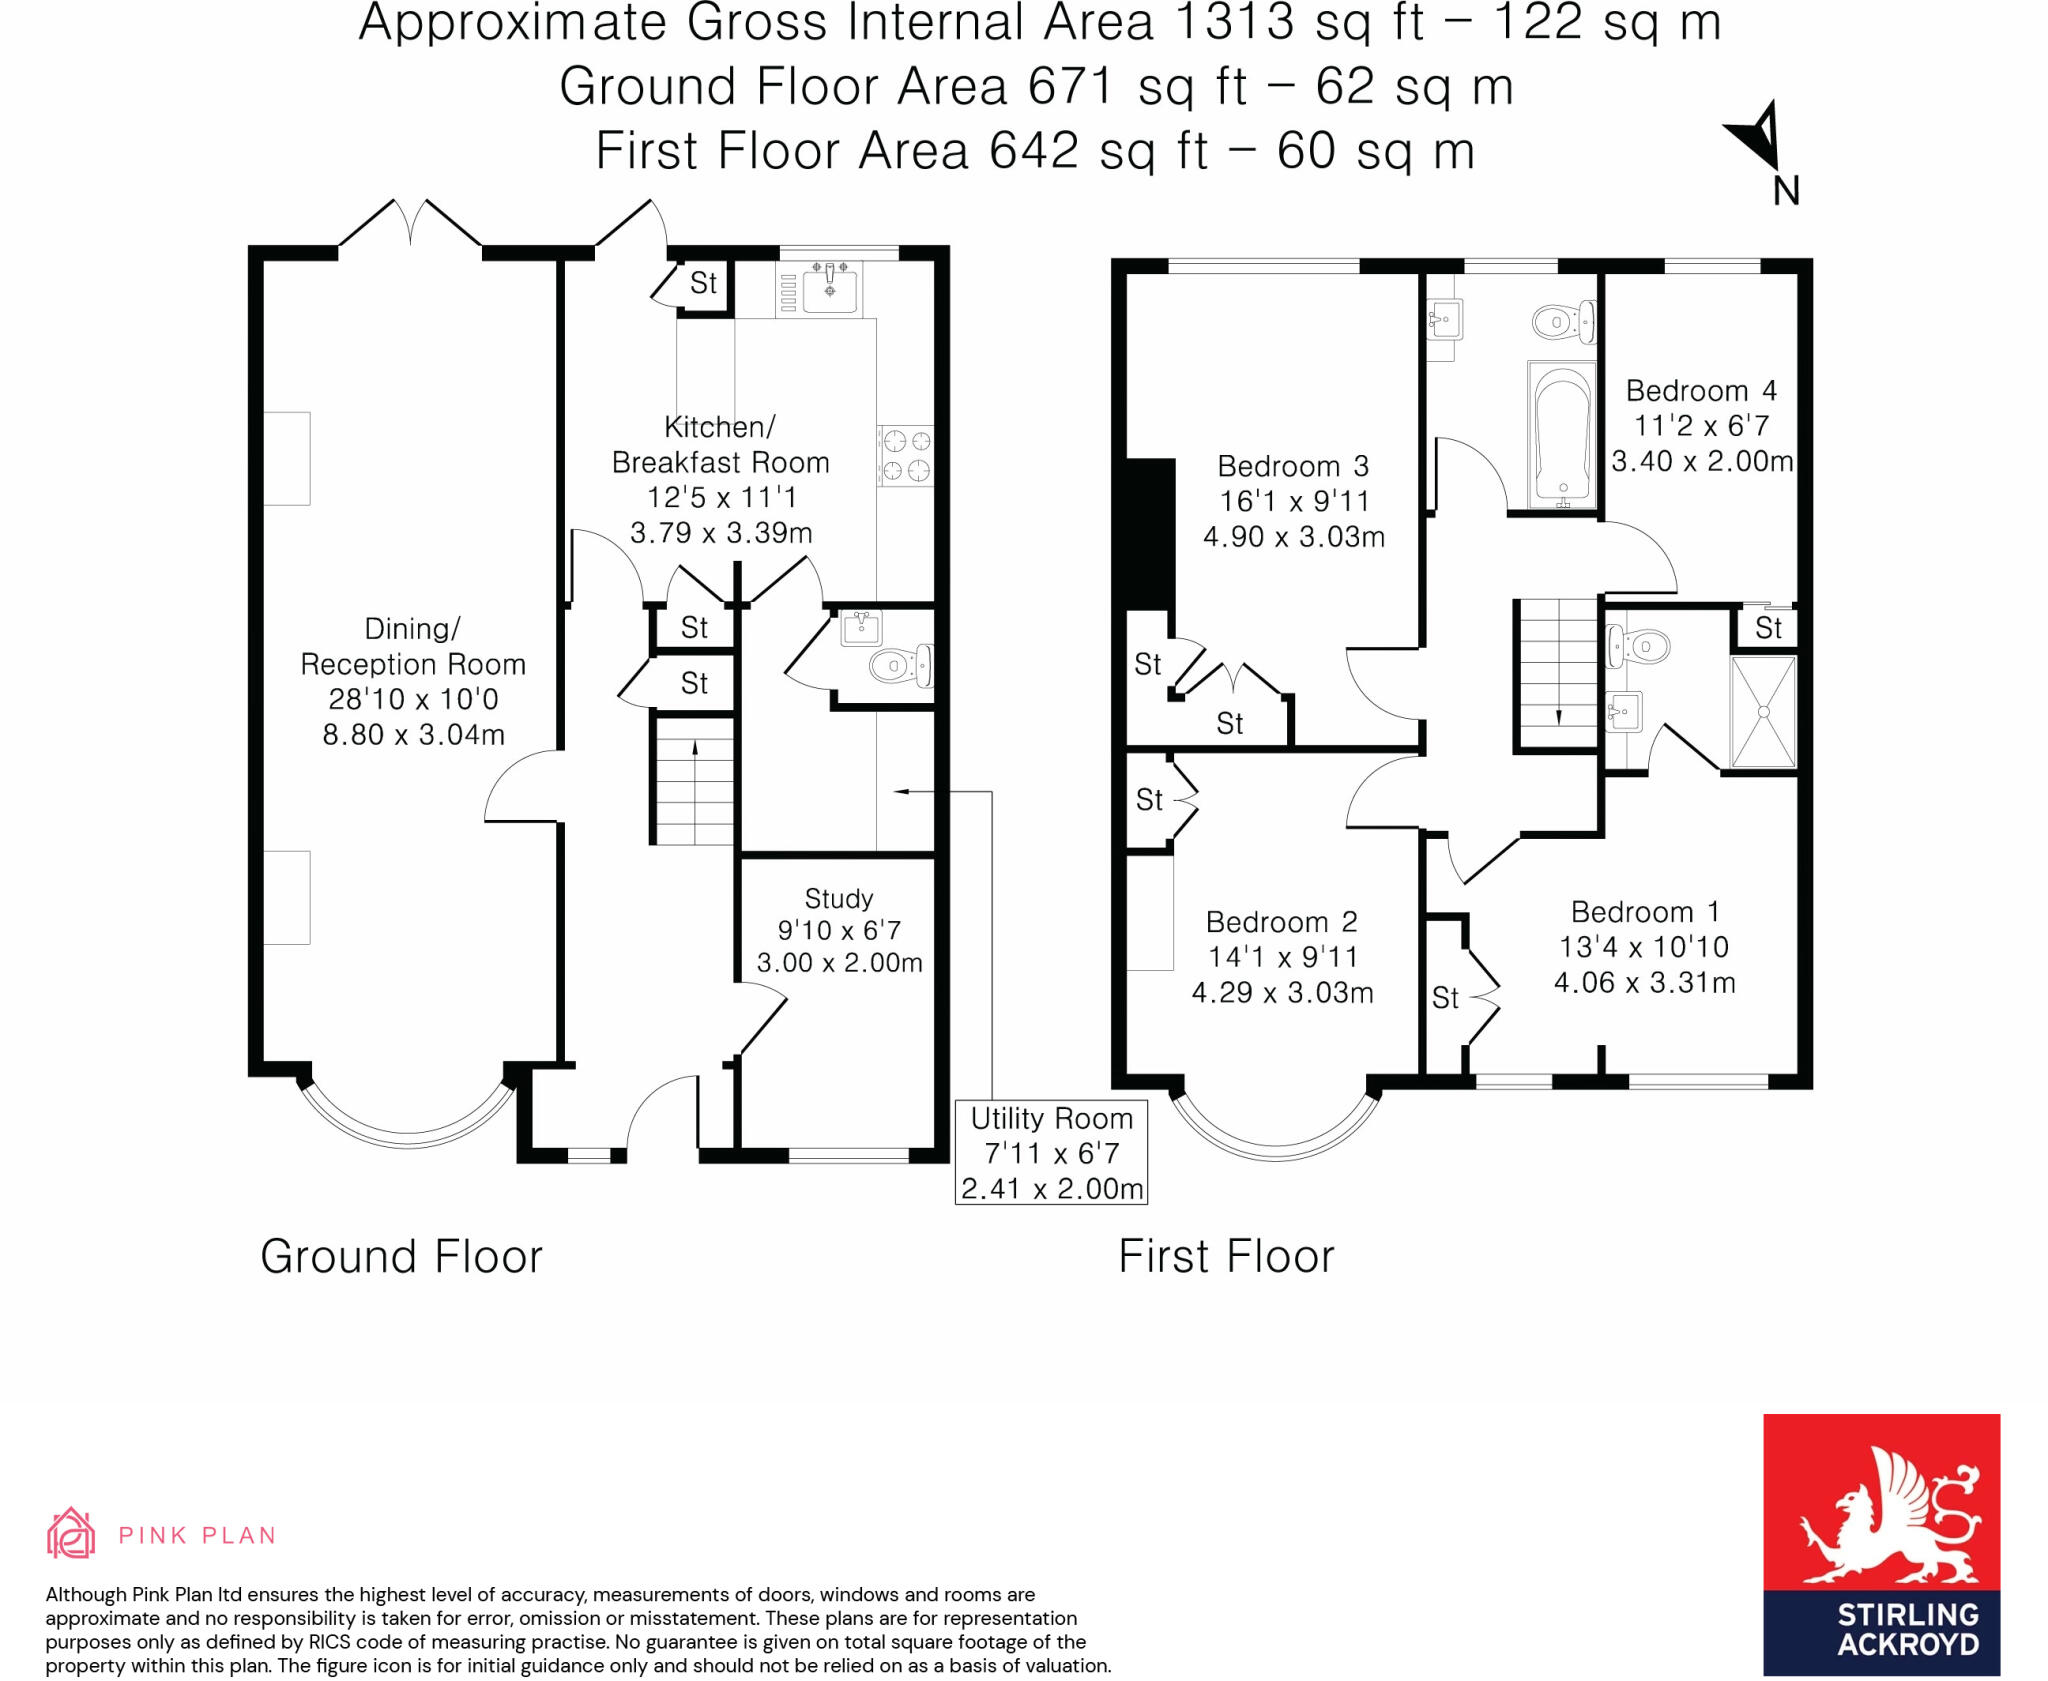 Approximate Gross Internal Area 1313 sq ft – 122 sq m
Ground Floor Area 671 sq ft – 62 sq m
First Floor Area 642 sq ft – 60 sq m
N
St
Kitchen/
Breakfast Room
12'5 x 11'1
3.79 x 3.39m
Dining/
Reception Room
28'10 x 10'0
8.80 x 3.04m
St
St
Study
9'10 x 6'7
3.00 x 2.00m
Utility Room
7'11 x 6'7
2.41 x 2.00m
Ground Floor
Bedroom 4
11'2 x 6'7
3.40 x 2.00m
Bedroom 3
16'1 x 9'11
4.90 x 3.03m
St
St
St
St
Bedroom 2
14'1 x 9'11
4.29 x 3.03m
Bedroom 1
13'4 x 10'10
4.06 x 3.31m
St
First Floor
PINK PLAN
Although Pink Plan ltd ensures the highest level of accuracy, measurements of doors, windows and rooms are
approximate and no responsibility is taken for error, omission or misstatement. These plans are for representation
purposes only as defined by RICS code of measuring practise. No guarantee is given on total square footage of the
property within this plan. The figure icon is for initial guidance only and should not be relied on as a basis of valuation.
STIRLING
ACKROYD